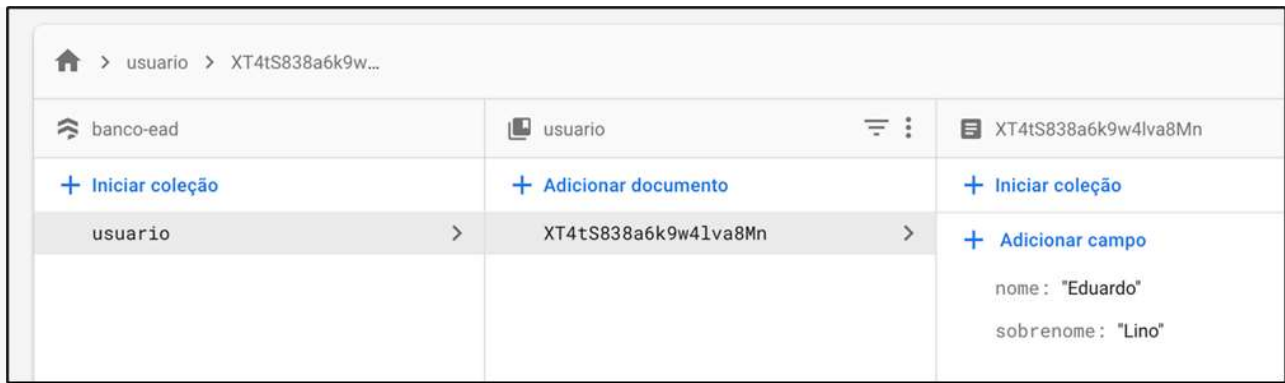 > usuario > XT4tS838a6k9w…
banco-ead
usuario
XT4tS838a6k9w4lva8Mn
+ Iniciar coleção
+ Adicionar documento
+ Iniciar coleção
usuario >
XT4tS838a6k9w4lva8Mn >
+ Adicionar campo
nome: "Eduardo"
sobrenome: "Lino"